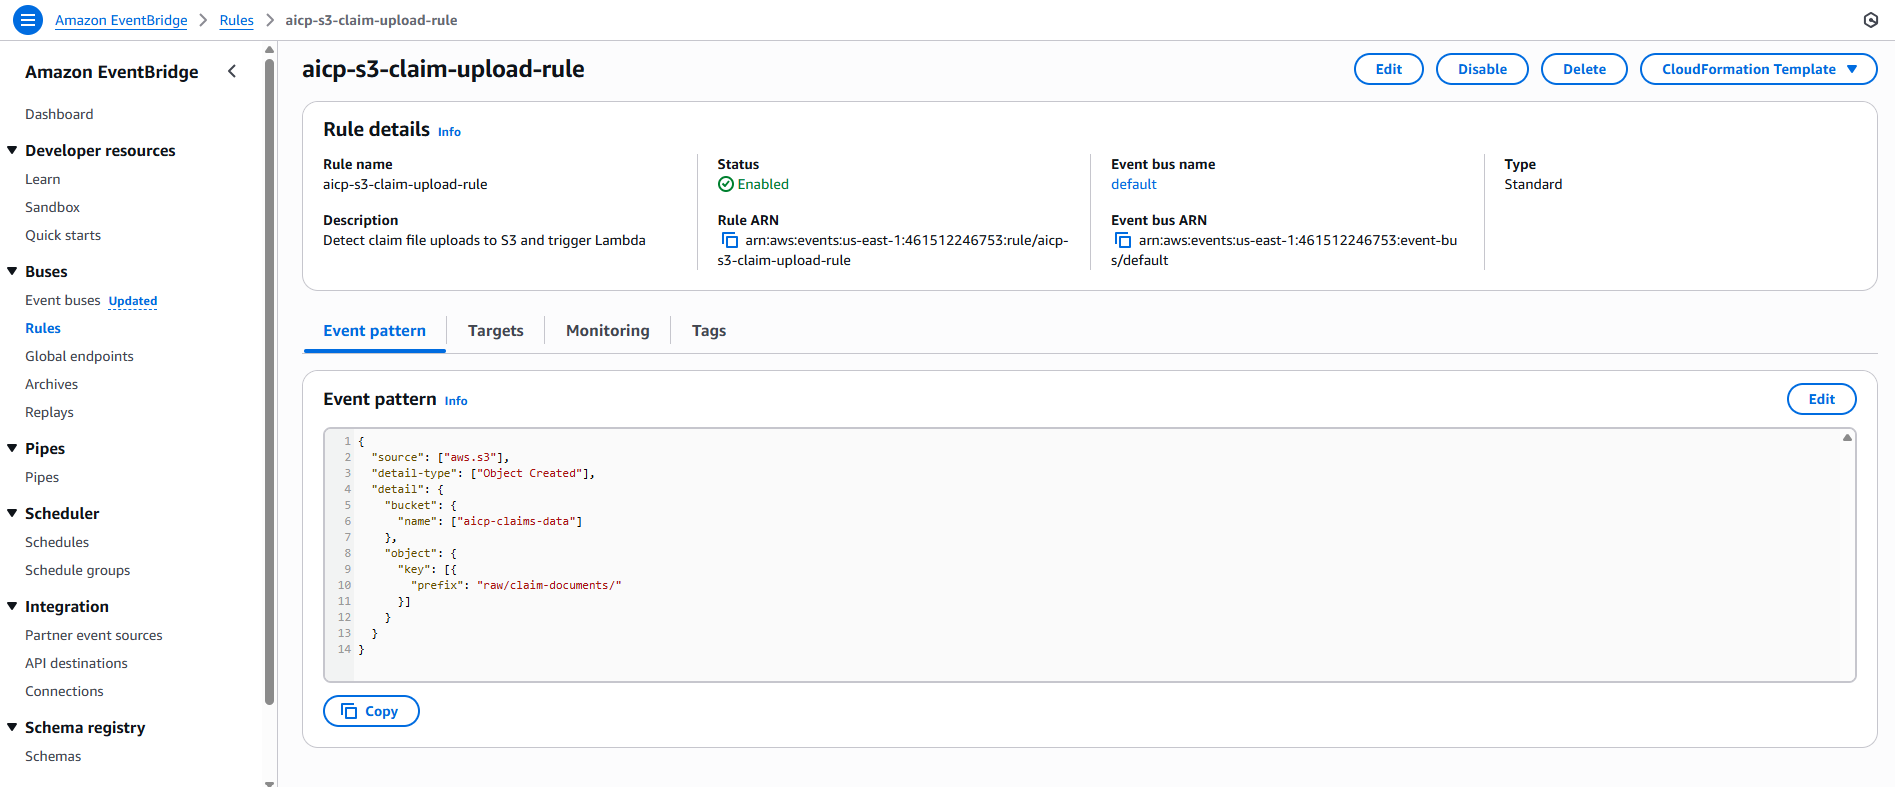 Amazon EventBridge > Rules > aicp-s3-claim-upload-rule
Amazon EventBridge
Dashboard
Developer resources
Learn
Sandbox
Quick starts
Buses
Event buses Updated
Rules
Global endpoints
Archives
Replays
Pipes
Pipes
Scheduler
Schedules
Schedule groups
Integration
Partner event sources
API destinations
Connections
Schema registry
Schemas
aicp-s3-claim-upload-rule
Edit
Disable
Delete
CloudFormation Template
Rule details Info
Rule name
aicp-s3-claim-upload-rule
Description
Detect claim file uploads to S3 and trigger Lambda
Status
Enabled
Rule ARN
arn:aws:events:us-east-1:461512246753:rule/aicp-
s3-claim-upload-rule
Event bus name
default
Event bus ARN
arn:aws:events:us-east-1:461512246753:event-bu
s/default
Type
Standard
Event pattern
Targets
Monitoring
Tags
Event pattern Info
Edit
1 {
2   "source": ["aws.s3"],
3   "detail-type": ["Object Created"],
4   "detail": {
5     "bucket": {
6       "name": ["aicp-claims-data"]
7     },
8     "object": {
9       "key": [{
10         "prefix": "raw/claim-documents/"
11       }]
12     }
13   }
14 }
Copy